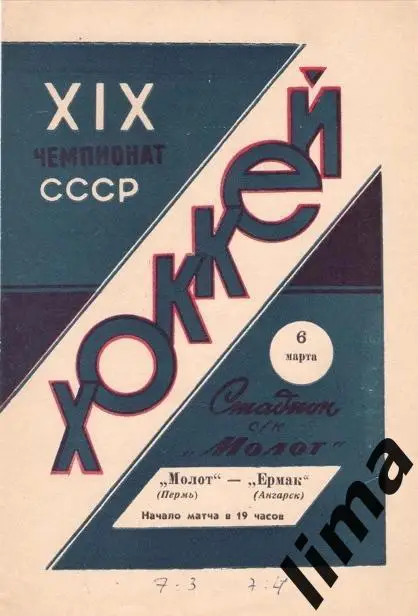 XIX
ЧЕМПИОНАТ
СССР
ХОККЕЙ
6
марта
Стадион
с/к
„Молот“
„Молот“ — „Ермак“
(Пермь) (Ангарск)
Начало матча в 19 часов
7-3 7-4
lima